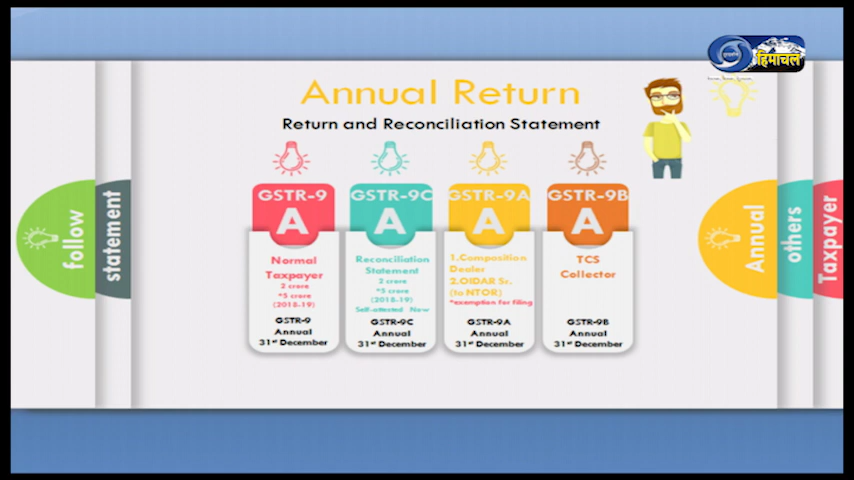 हिमाचल
Annual Return
Return and Reconciliation Statement
follow
statement
GSTR-9
A
Normal
Taxpayer
2 crore
*5 crore
(2018-19)
GSTR-9
Annual
31st December
GSTR-9C
A
Reconciliation
Statement
2 crore
*5 crore
(2018-19)
Self-attested Now
GSTR-9C
Annual
31st December
GSTR-9A
A
1.Composition
Dealer
2.OIDAR Sr.
(to NTOR)
*exemption for filing
GSTR-9A
Annual
31st December
GSTR-9B
A
TCS
Collector
GSTR-9B
Annual
31st December
Annual
others
Taxpayer